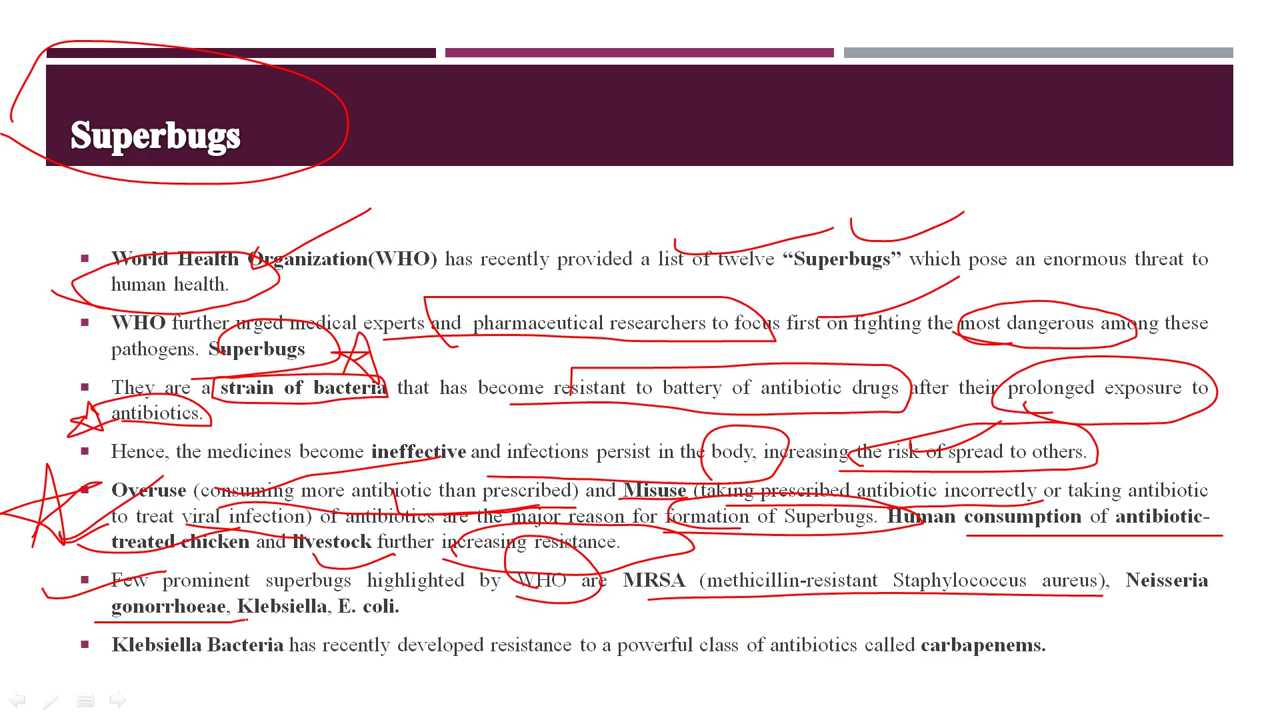 Superbugs
World Health Organization(WHO) has recently provided a list of twelve “Superbugs” which pose an enormous threat to
human health.
WHO further urged medical experts and pharmaceutical researchers to focus first on fighting the most dangerous among these
pathogens. Superbugs
They are a strain of bacteria that has become resistant to battery of antibiotic drugs after their prolonged exposure to
antibiotics.
Hence, the medicines become ineffective and infections persist in the body, increasing the risk of spread to others.
Overuse (consuming more antibiotic than prescribed) and Misuse (taking prescribed antibiotic incorrectly or taking antibiotic
to treat viral infection) of antibiotics are the major reason for formation of Superbugs. Human consumption of antibiotic-
treated chicken and livestock further increasing resistance.
Few prominent superbugs highlighted by WHO are MRSA (methicillin-resistant Staphylococcus aureus), Neisseria
gonorrhoeae, Klebsiella, E. coli.
Klebsiella Bacteria has recently developed resistance to a powerful class of antibiotics called carbapenems.